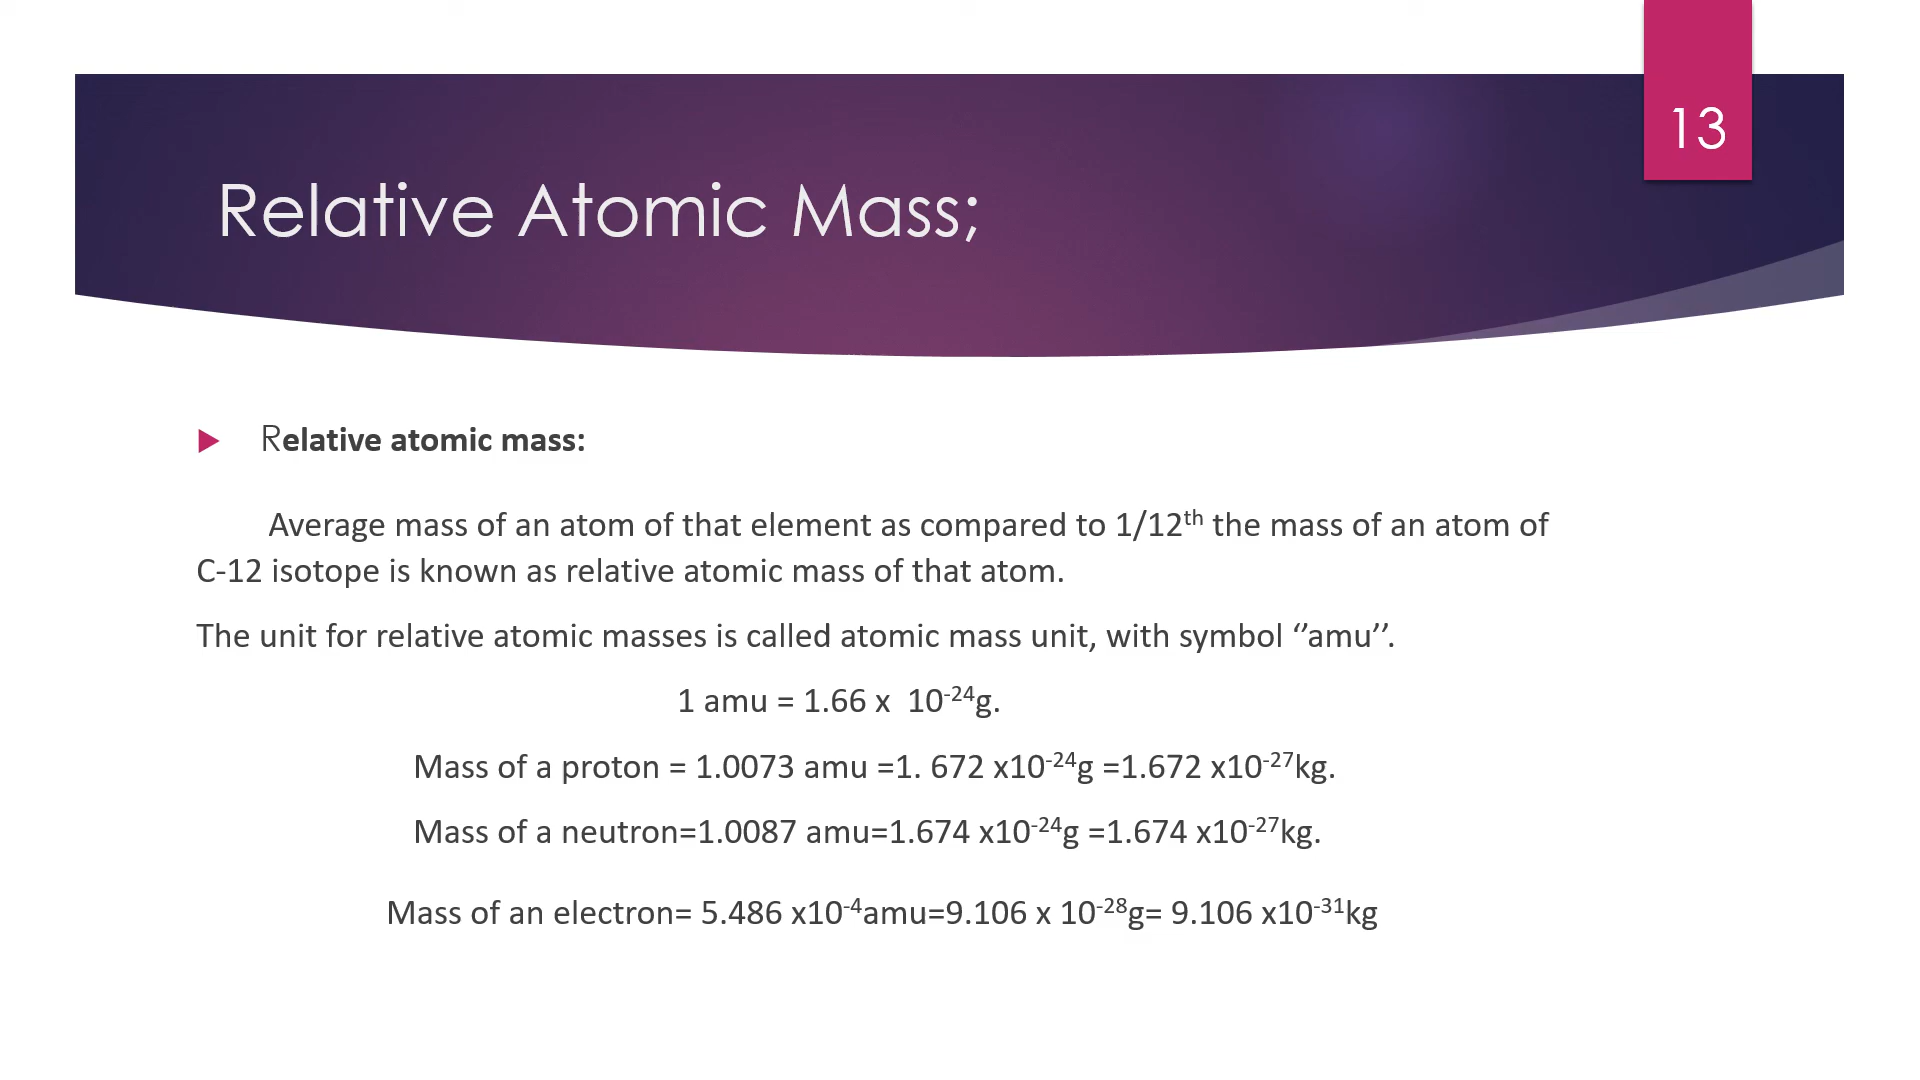 13
Relative Atomic Mass;
Relative atomic mass:
Average mass of an atom of that element as compared to 1/12ᵗʰ the mass of an atom of
C-12 isotope is known as relative atomic mass of that atom.
The unit for relative atomic masses is called atomic mass unit, with symbol ‘’amu’’.
1 amu = 1.66 x  10⁻²⁴g.
Mass of a proton = 1.0073 amu =1. 672 x10⁻²⁴g =1.672 x10⁻²⁷kg.
Mass of a neutron=1.0087 amu=1.674 x10⁻²⁴g =1.674 x10⁻²⁷kg.
Mass of an electron= 5.486 x10⁻⁴amu=9.106 x 10⁻²⁸g= 9.106 x10⁻³¹kg